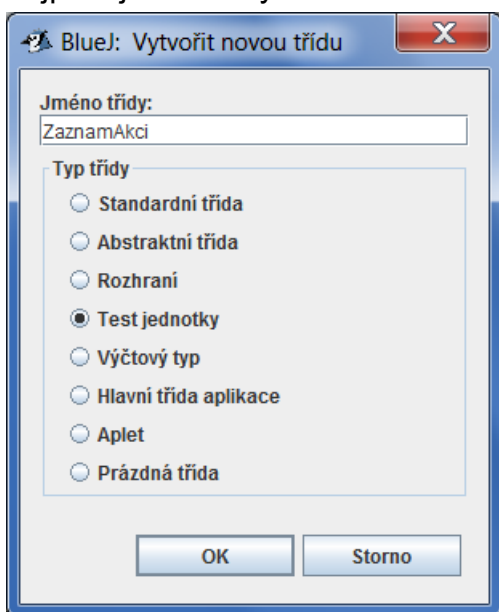 BlueJ: Vytvořit novou třídu
Jméno třídy:
ZaznamAkci
Typ třídy
Standardní třída
Abstraktní třída
Rozhraní
Test jednotky
Výčtový typ
Hlavní třída aplikace
Aplet
Prázdná třída
OK Storno